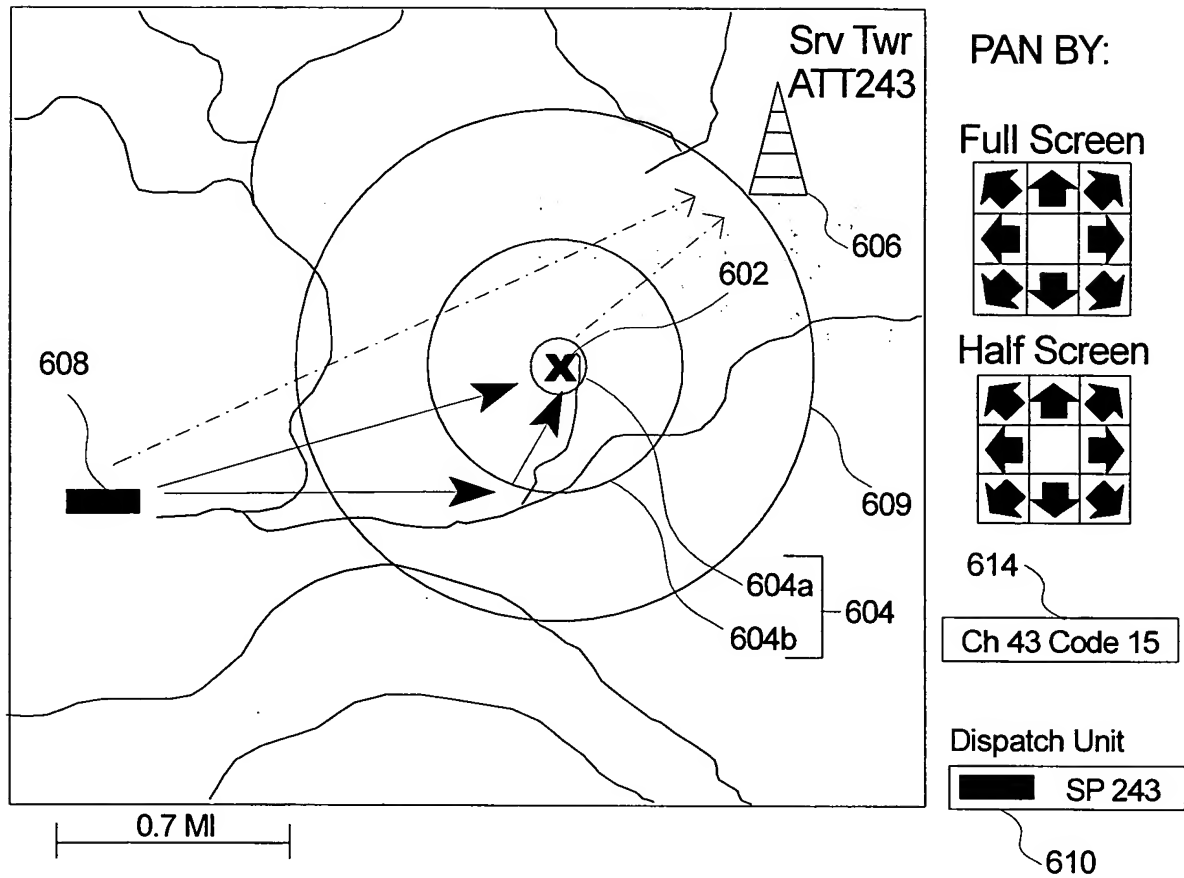 Srv Twr
ATT243
PAN BY:
Full Screen
606
602
Half Screen
608
609
614
604a
604
604b
Ch 43 Code 15
Dispatch Unit
SP 243
0.7 MI
610